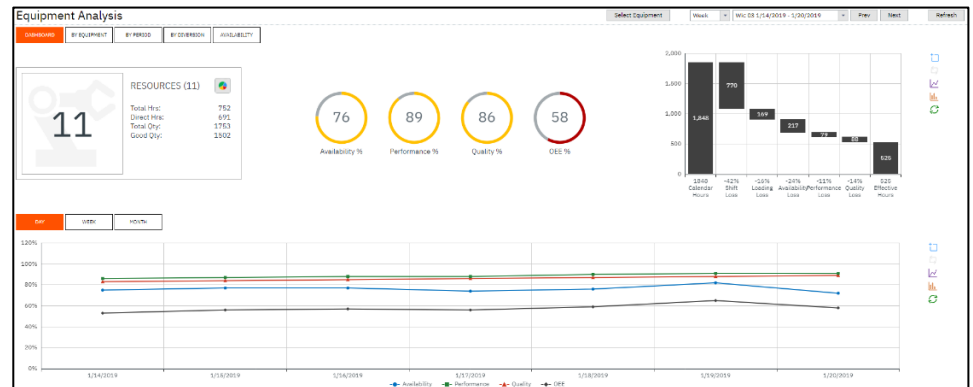 Equipment Analysis
Select Equipment
Week
Wk: 03 1/14/2019 - 1/20/2019
Prev
Next
Refresh
DASHBOARD
BY EQUIPMENT
BY PERIOD
BY DIVERSION
AVAILABILITY
11
RESOURCES (11)
Total Hrs: 752
Direct Hrs: 691
Total Qty: 1753
Good Qty: 1502
76
Availability %
89
Performance %
86
Quality %
58
OEE %
2,000
1,500
1,000
500
0
1,848
770
169
217
79
528
-42%
Shift
Loss
-16%
Loading
Loss
-24%
Availability
Loss
-11%
Performance
Loss
-14%
Quality
Loss
Calendar
Hours
Effective
Hours
DAY
WEEK
MONTH
120%
100%
80%
60%
40%
20%
0%
1/14/2019
1/15/2019
1/16/2019
1/17/2019
1/18/2019
1/19/2019
1/20/2019
Availability
Performance
Quality
OEE